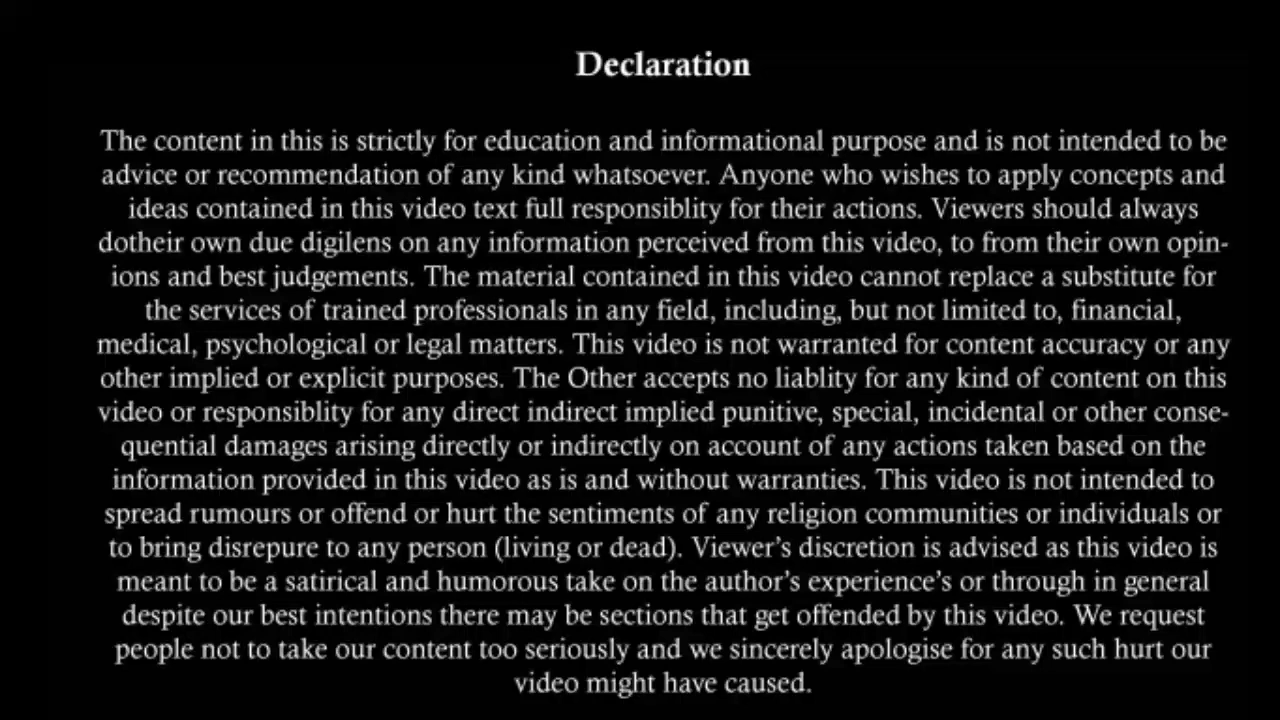 Declaration
The content in this is strictly for education and informational purpose and is not intended to be
advice or recommendation of any kind whatsoever. Anyone who wishes to apply concepts and
ideas contained in this video text full responsiblity for their actions. Viewers should always
dotheir own due digilens on any information perceived from this video, to from their own opin-
ions and best judgements. The material contained in this video cannot replace a substitute for
the services of trained professionals in any field, including, but not limited to, financial,
medical, psychological or legal matters. This video is not warranted for content accuracy or any
other implied or explicit purposes. The Other accepts no liablity for any kind of content on this
video or responsiblity for any direct indirect implied punitive, special, incidental or other conse-
quential damages arising directly or indirectly on account of any actions taken based on the
information provided in this video as is and without warranties. This video is not intended to
spread rumours or offend or hurt the sentiments of any religion communities or individuals or
to bring disrepure to any person (living or dead). Viewer's discretion is advised as this video is
meant to be a satirical and humorous take on the author's experience's or through in general
despite our best intentions there may be sections that get offended by this video. We request
people not to take our content too seriously and we sincerely apologise for any such hurt our
video might have caused.